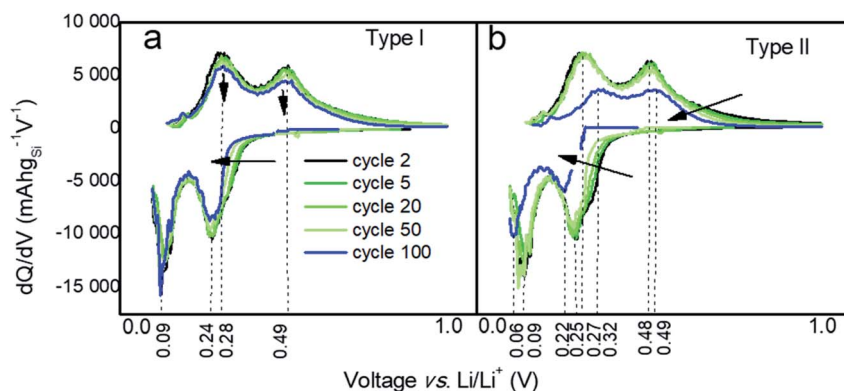 10 000
5 000
0
-5 000
-10 000
-15 000
dQ/dV (mAhg_Si^-1V^-1)
a
Type I
cycle 2
cycle 5
cycle 20
cycle 50
cycle 100
b
Type II
0.0
0.09
0.24
0.28
0.49
1.0
0.0
0.06
0.09
0.22
0.25
0.27
0.32
0.48
0.49
1.0
Voltage vs. Li/Li⁺ (V)